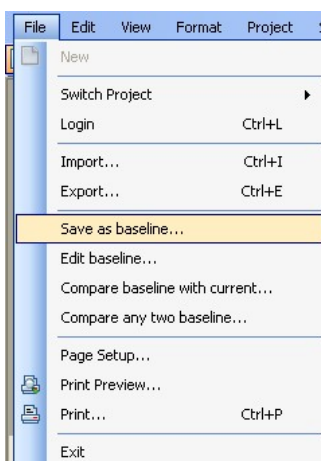 File Edit View Format Project
New
Switch Project
Login Ctrl+L
Import... Ctrl+I
Export... Ctrl+E
Save as baseline...
Edit baseline...
Compare baseline with current...
Compare any two baseline...
Page Setup...
Print Preview...
Print... Ctrl+P
Exit